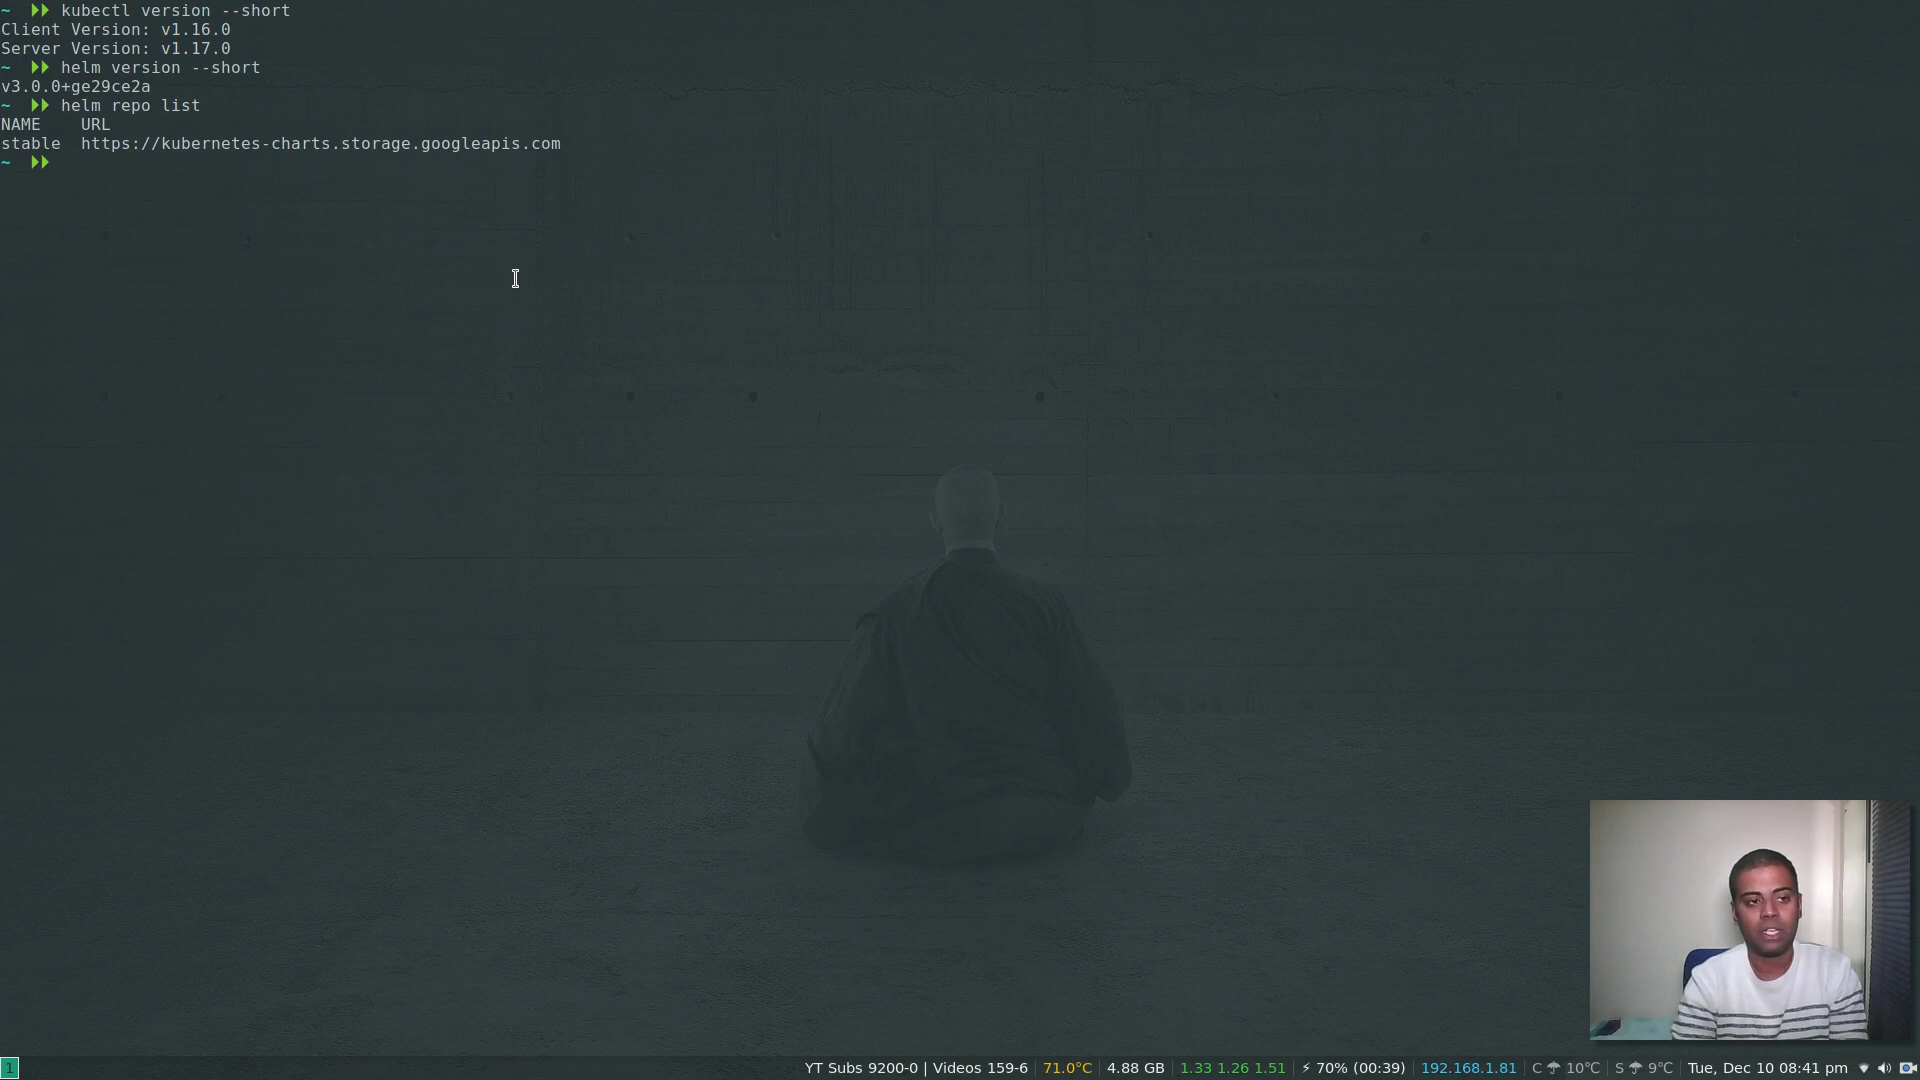 ~ kubectl version --short
Client Version: v1.16.0
Server Version: v1.17.0
~ helm version --short
v3.0.0+ge29ce2a
~ helm repo list
NAME URL
stable https://kubernetes-charts.storage.googleapis.com
~
1 YT Subs 9200-0 | Videos 159-6 71.0°C 4.88 GB 1.33 1.26 1.51 ⚡ 70% (00:39) 192.168.1.81 C ☂ 10°C S ☂ 9°C Tue, Dec 10 08:41 pm